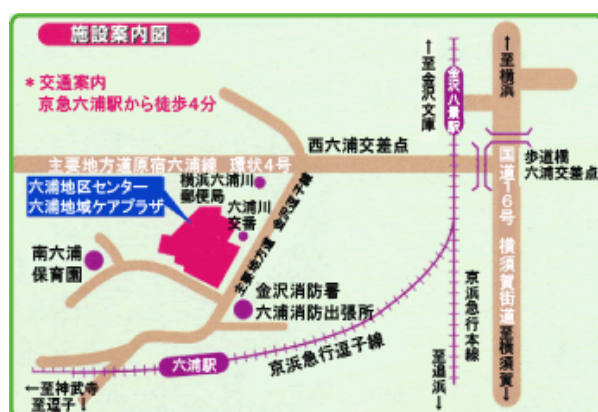 施設案内図
*交通案内
京急六浦駅から徒歩4分
↑至金沢文庫
金沢八景駅
↑至横浜
西六浦交差点
主要地方道原宿六浦線 環状4号
歩道橋
六浦交差点
国道16号 横須賀街道
六浦地区センター
六浦地域ケアプラザ
横浜六浦川
郵便局
六浦川
交番
主要地方道 金沢逗子線
南六浦
保育園
金沢消防署
六浦消防出張所
京浜急行本線
京浜急行逗子線
六浦駅
至追浜↓
至横須賀↓
←至神武寺
至逗子↓